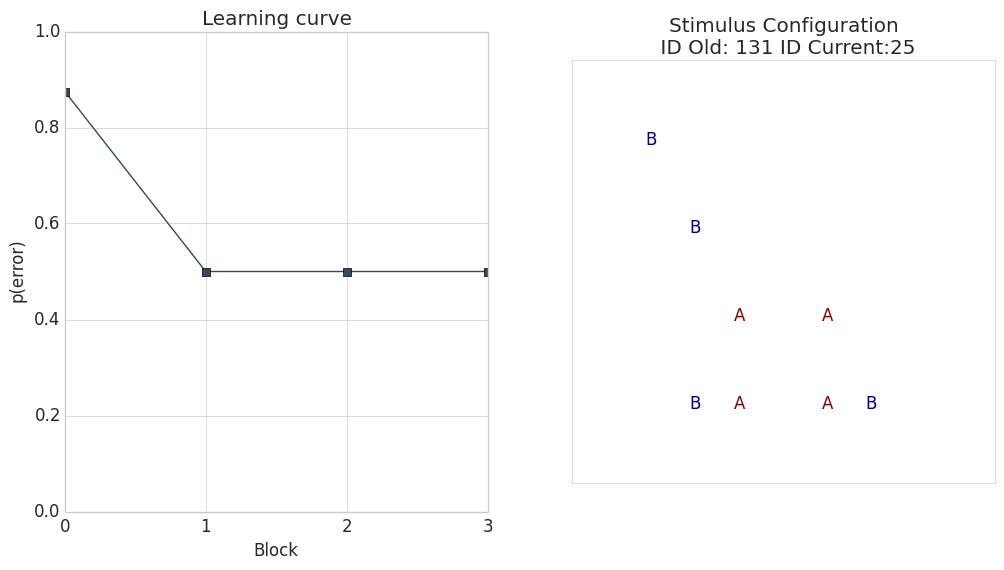 Learning curve
1.0
0.8
0.6
0.4
0.2
0.0
p(error)
0 1 2 3
Block
Stimulus Configuration
ID Old: 131 ID Current:25
B
B
A A
B A A B